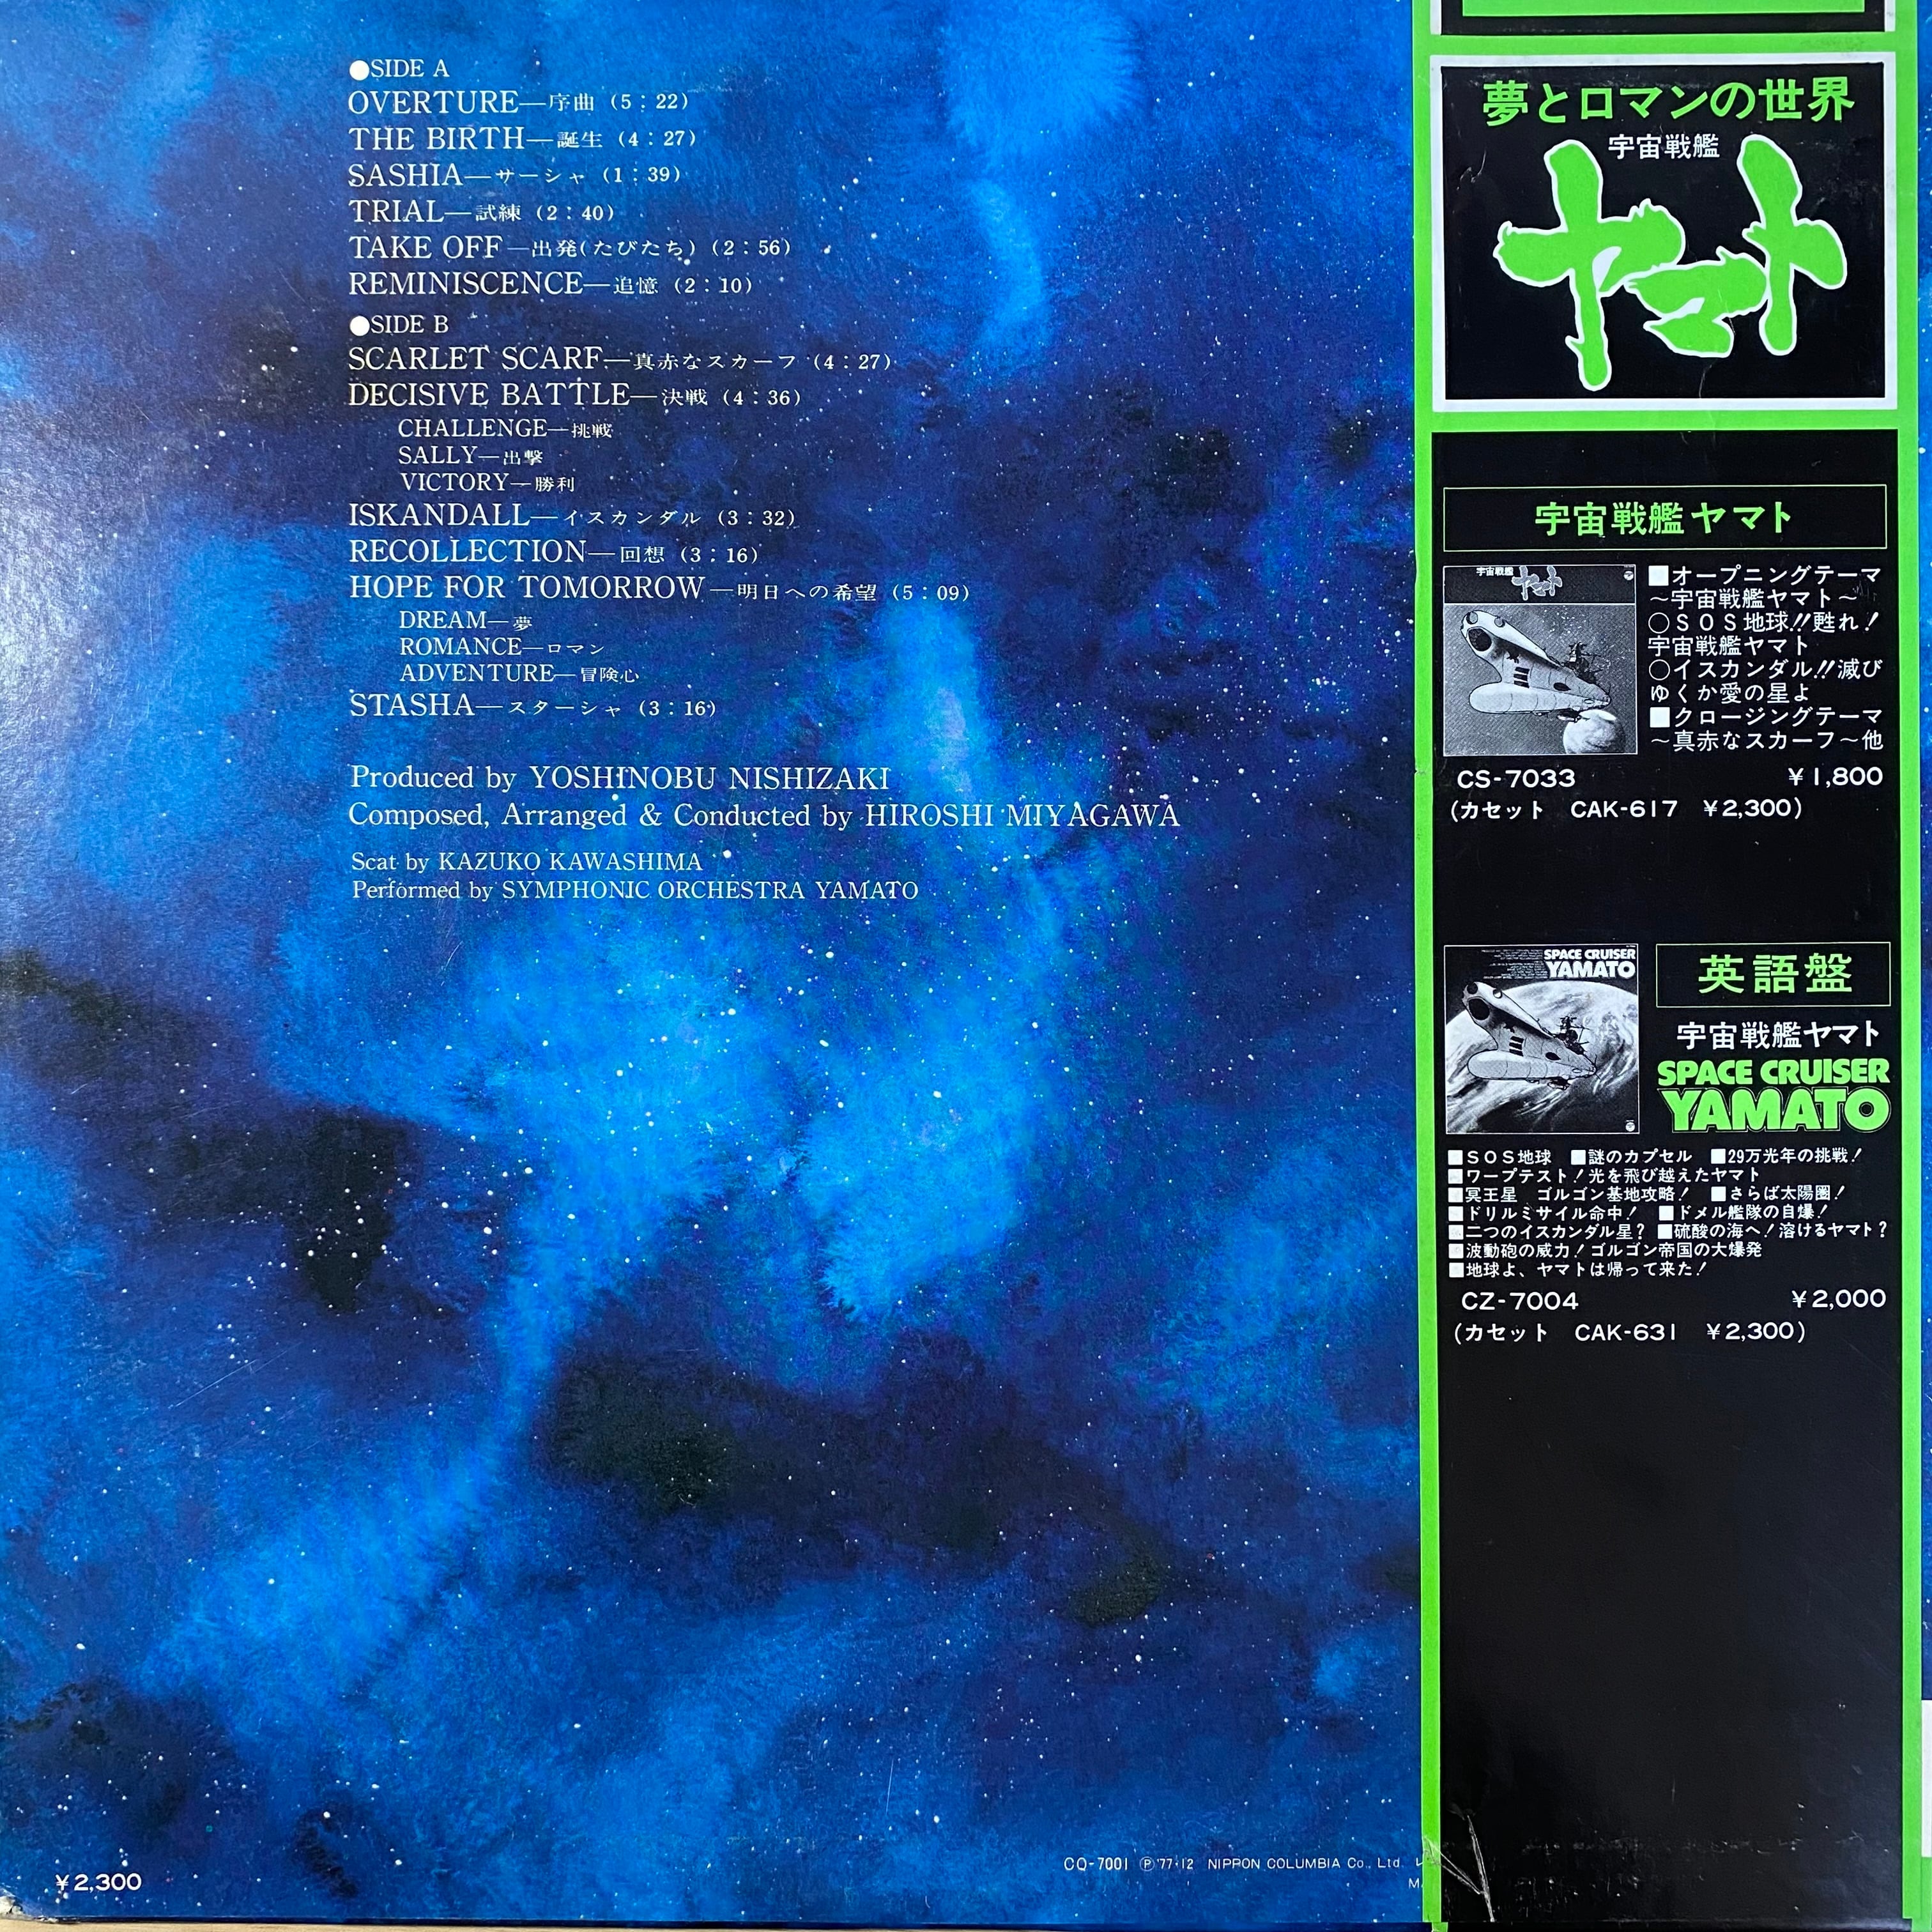 ●SIDE A
OVERTURE—序曲 (5:22)
THE BIRTH—誕生 (4:27)
SASHIA—サーシャ (1:39)
TRIAL—試練 (2:40)
TAKE OFF—出発(たびたち) (2:56)
REMINISCENCE—追憶 (2:10)
●SIDE B
SCARLET SCARF—真赤なスカーフ (4:27)
DECISIVE BATTLE—決戦 (4:36)
CHALLENGE—挑戦
SALLY—出撃
VICTORY—勝利
ISKANDALL—イスカンダル (3:32)
RECOLLECTION—回想 (3:16)
HOPE FOR TOMORROW—明日への希望 (5:09)
DREAM—夢
ROMANCE—ロマン
ADVENTURE—冒険心
STASHA—スターシャ (3:16)
Produced by YOSHINOBU NISHIZAKI
Composed, Arranged & Conducted by HIROSHI MIYAGAWA
Scat by KAZUKO KAWASHIMA
Performed by SYMPHONIC ORCHESTRA YAMATO
¥2,300
CQ-7001 Ⓟ'77·12 NIPPON COLUMBIA Co., Ltd. レ
夢とロマンの世界
宇宙戦艦
ヤマト
宇宙戦艦ヤマト
宇宙戦艦
ヤマト
■オープニングテーマ
〜宇宙戦艦ヤマト〜
○SOS地球!!甦れ!
宇宙戦艦ヤマト
○イスカンダル!!滅び
ゆくか愛の星よ
■クロージングテーマ
〜真赤なスカーフ〜他
CS-7033 ¥1,800
(カセット CAK-617 ¥2,300)
SPACE CRUISER
YAMATO
英語盤
宇宙戦艦ヤマト
SPACE CRUISER
YAMATO
■SOS地球 ■謎のカプセル ■29万光年の挑戦!
■ワープテスト!光を飛び越えたヤマト
■冥王星 ゴルゴン基地攻略! ■さらば太陽圏!
■ドリルミサイル命中! ■ドメル艦隊の自爆!
■二つのイスカンダル星? ■硫酸の海へ!溶けるヤマト?
■波動砲の威力!ゴルゴン帝国の大爆発
■地球よ、ヤマトは帰って来た!
CZ-7004 ¥2,000
(カセット CAK-631 ¥2,300)